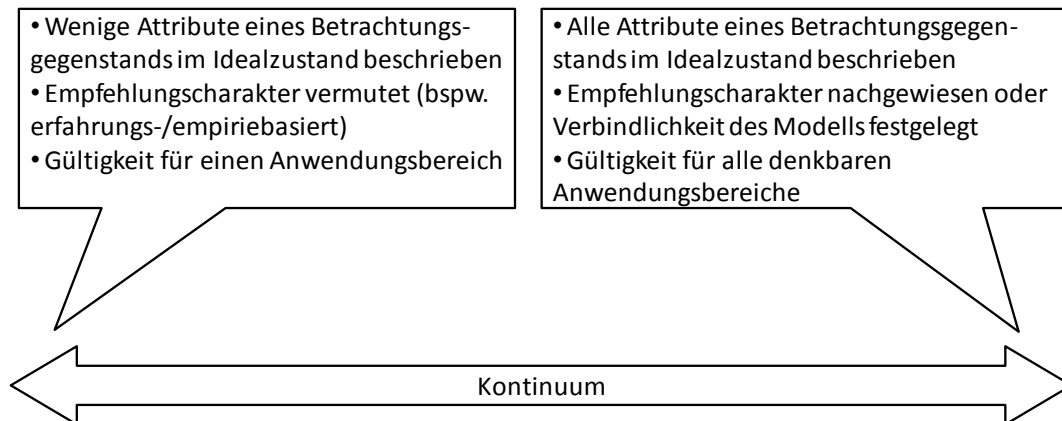 • Wenige Attribute eines Betrachtungs-
gegenstands im Idealzustand beschrieben
• Empfehlungscharakter vermutet (bspw.
erfahrungs-/empiriebasiert)
• Gültigkeit für einen Anwendungsbereich
• Alle Attribute eines Betrachtungsgegen-
stands im Idealzustand beschrieben
• Empfehlungscharakter nachgewiesen oder
Verbindlichkeit des Modells festgelegt
• Gültigkeit für alle denkbaren
Anwendungsbereiche
Kontinuum